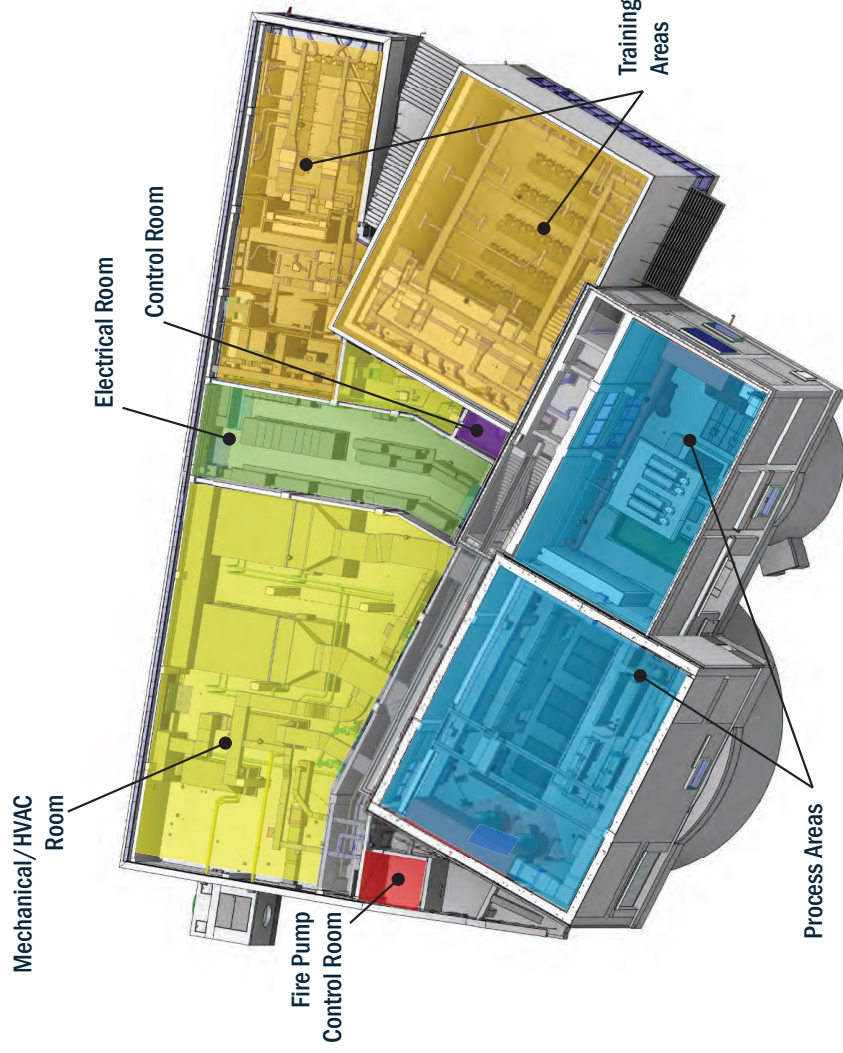 Mechanical/HVAC
Room
Electrical Room
Control Room
Training
Areas
Fire Pump
Control Room
Process Areas